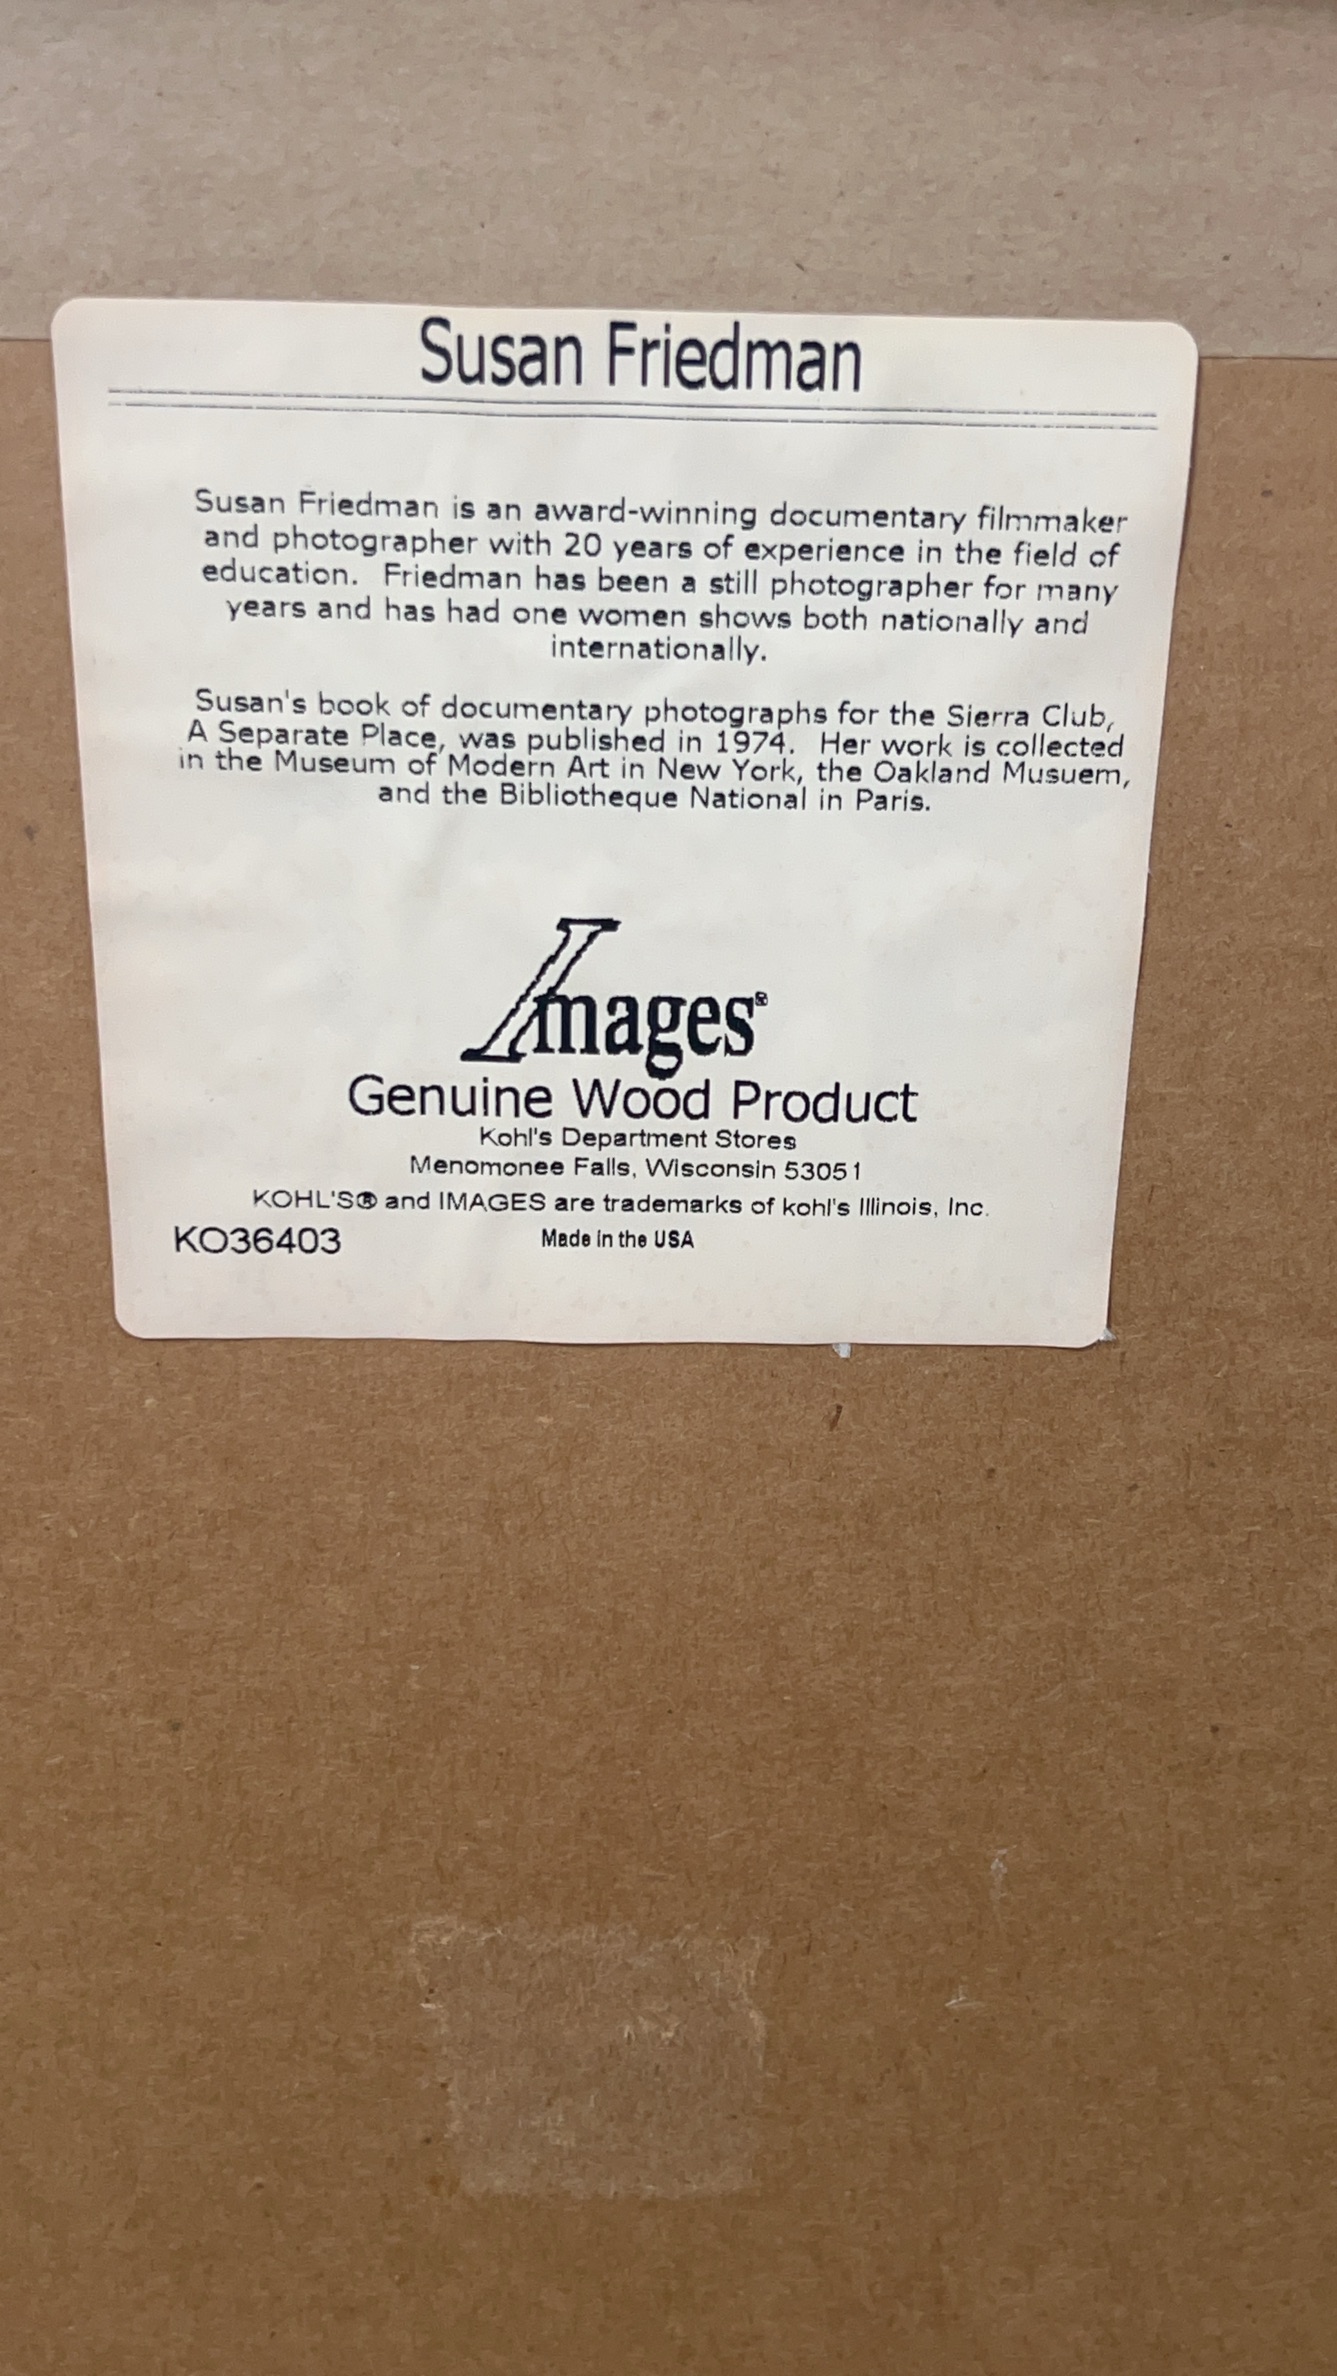 Susan Friedman
Susan Friedman is an award-winning documentary filmmaker
and photographer with 20 years of experience in the field of
education.  Friedman has been a still photographer for many
years and has had one women shows both nationally and
internationally.
Susan's book of documentary photographs for the Sierra Club,
A Separate Place, was published in 1974.  Her work is collected
in the Museum of Modern Art in New York, the Oakland Musuem,
and the Bibliotheque National in Paris.
Images®
Genuine Wood Product
Kohl's Department Stores
Menomonee Falls, Wisconsin 53051
KOHL'S® and IMAGES are trademarks of kohl's Illinois, Inc.
KO36403 Made in the USA